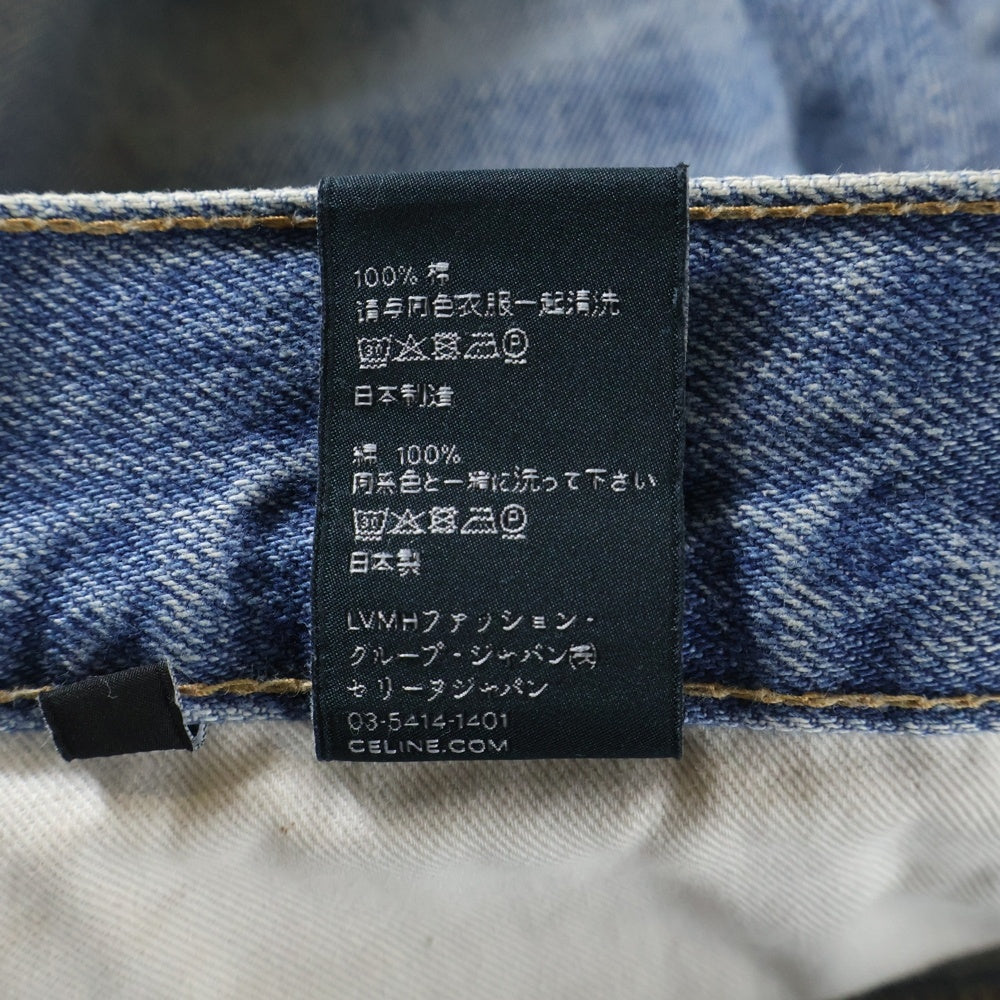 100% 棉
请与同色衣服一起清洗
日本制造
綿 100%
同系色と一緒に洗って下さい
日本製
LVMHファッション・
グループ・ジャパン㈱
セリーヌジャパン
03-5414-1401
CELINE.COM